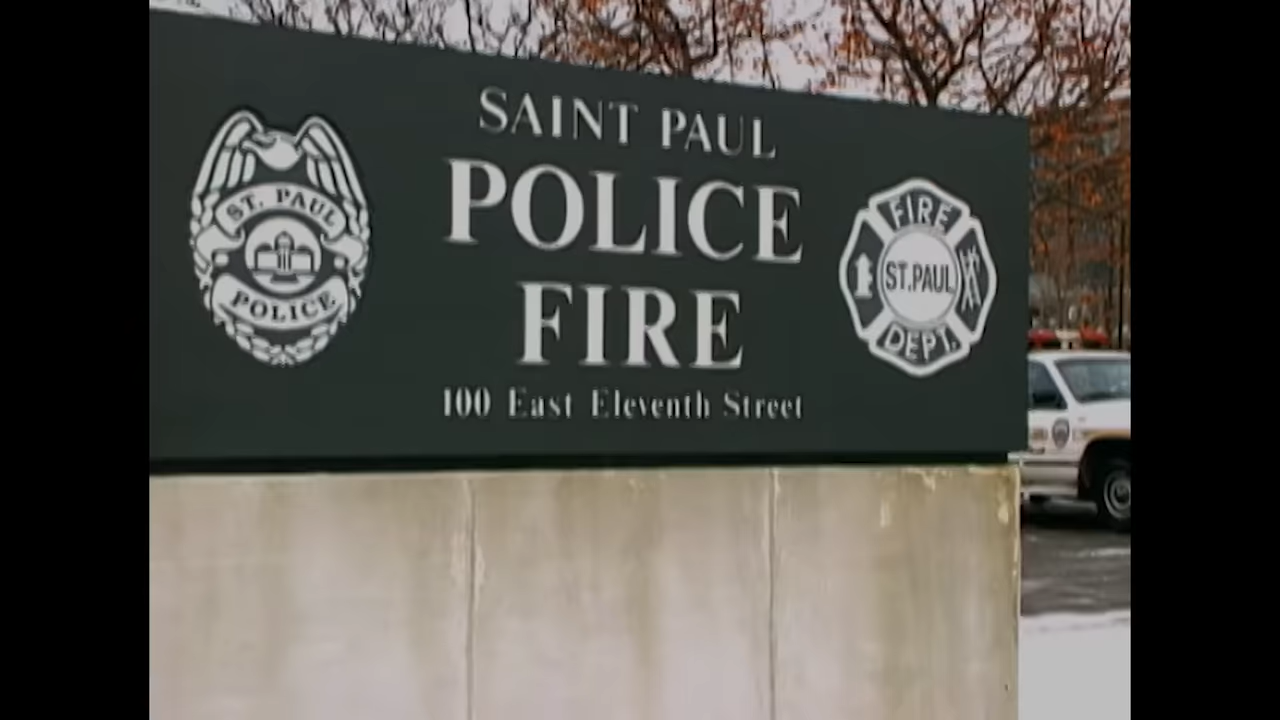 SAINT PAUL
POLICE
FIRE
100 East Eleventh Street
ST. PAUL
POLICE
FIRE
ST.PAUL
DEPT.